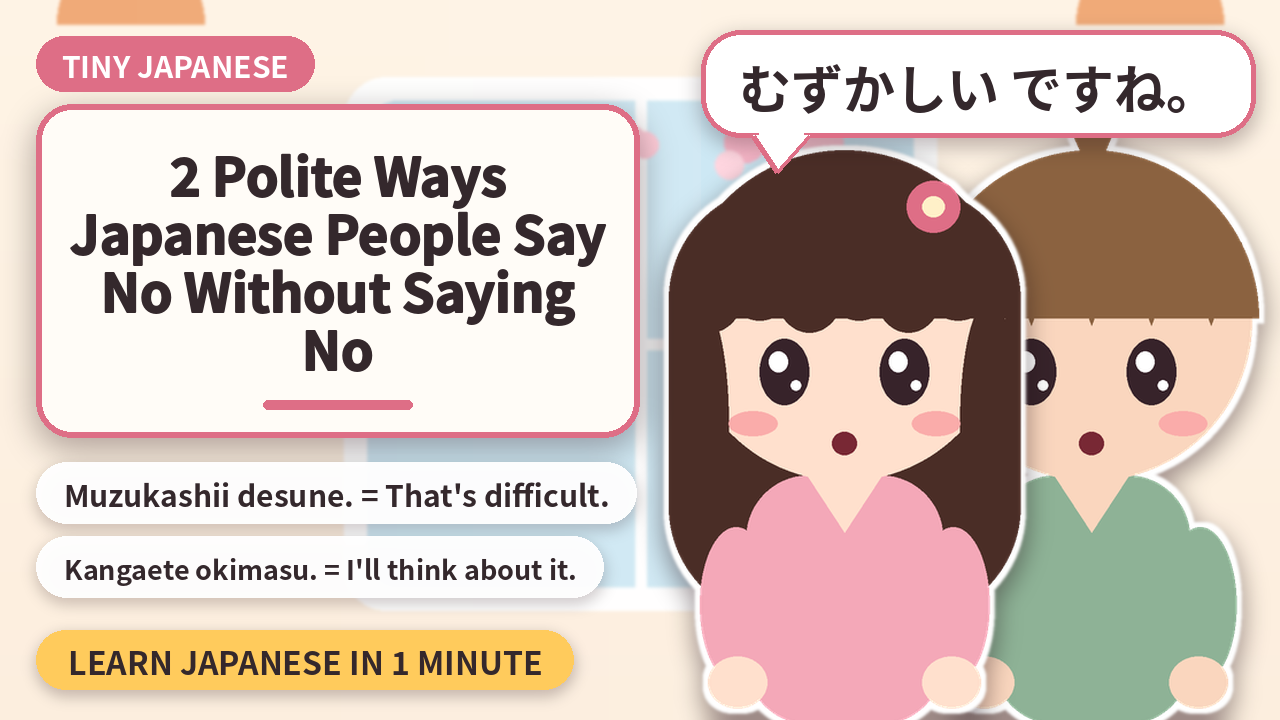 TINY JAPANESE
むずかしい ですね。
2 Polite Ways
Japanese People Say
No Without Saying
No
Muzukashii desune. = That's difficult.
Kangaete okimasu. = I'll think about it.
LEARN JAPANESE IN 1 MINUTE